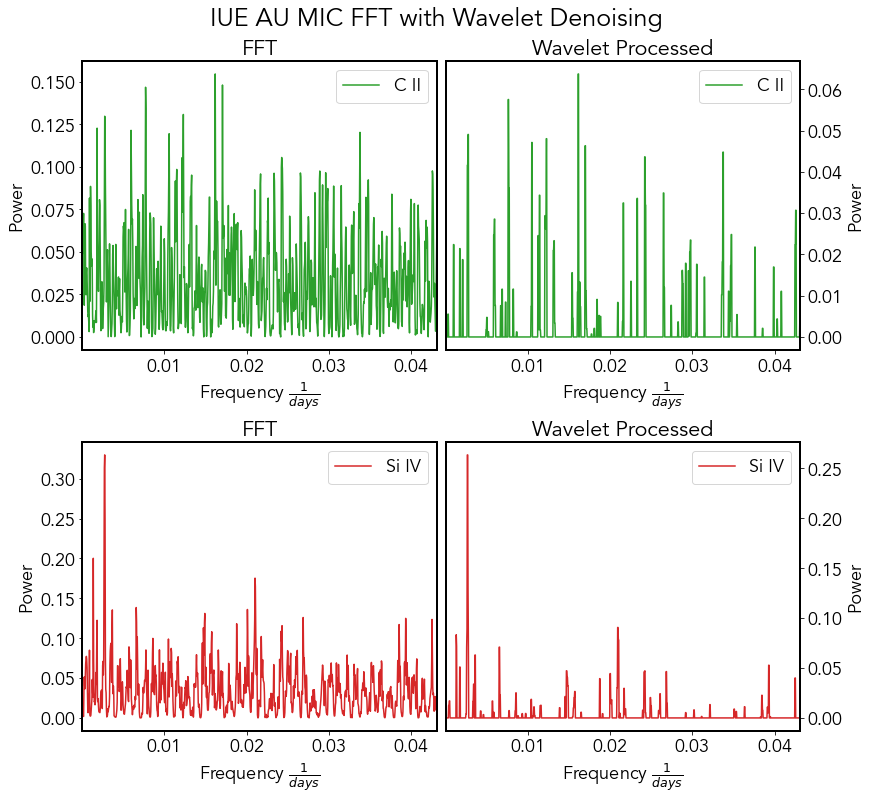 IUE AU MIC FFT with Wavelet Denoising
FFT
Wavelet Processed
C II
C II
0.150
0.125
0.100
0.075
0.050
0.025
0.000
Power
0.06
0.05
0.04
0.03
0.02
0.01
0.00
Power
0.01 0.02 0.03 0.04
0.01 0.02 0.03 0.04
Frequency 1/days
Frequency 1/days
FFT
Wavelet Processed
Si IV
Si IV
0.30
0.25
0.20
0.15
0.10
0.05
0.00
Power
0.25
0.20
0.15
0.10
0.05
0.00
Power
0.01 0.02 0.03 0.04
0.01 0.02 0.03 0.04
Frequency 1/days
Frequency 1/days